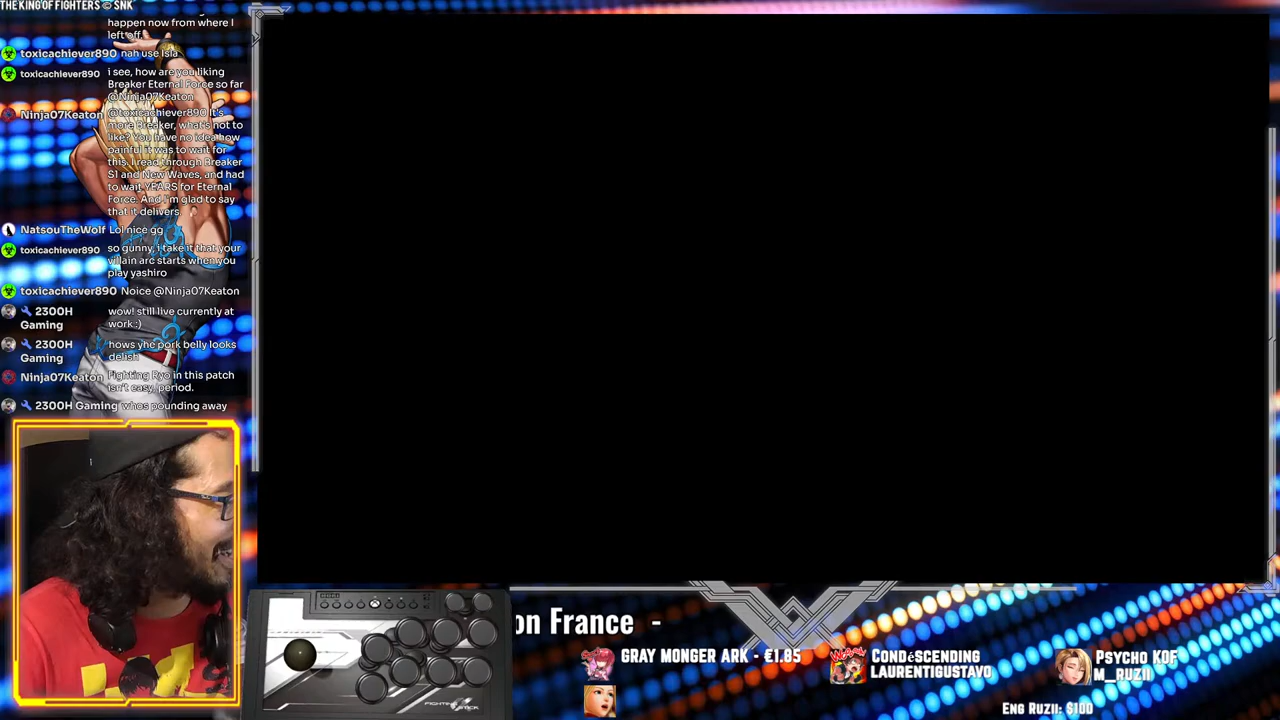 THE KING OF FIGHTERS © SNK
happen now from where I
left off.
toxicachiever890 nah use Isla
toxicachiever890 i see, how are you liking
Breaker Eternal Force so far
@Ninja07Keaton
Ninja07Keaton @toxicachiever890 It's
more Breaker, what's not to
like? You have no idea how
painful it was to wait for
this. I read through Breaker
S1 and New Waves, and had
to wait YEARS for Eternal
Force. And I'm glad to say
that it delivers
NatsouTheWolf Lol nice gg
toxicachiever890 so gunny, i take it that your
villain arc starts when you
play yashiro
toxicachiever890 Noice @Ninja07Keaton
2300H Gaming wow! still live currently at
work :)
2300H Gaming hows yhe pork belly looks
delish
Ninja07Keaton Fighting Ryo in this patch
isn't easy, period.
2300H Gaming whos pounding away
on France -
GRAY MONGER ARK - €1.85
CONDéSCENDING
LAURENTIGUSTAVO
PSYCHO KOF
M_RUZII
ENG RUZII: $100
FIGHTING STICK